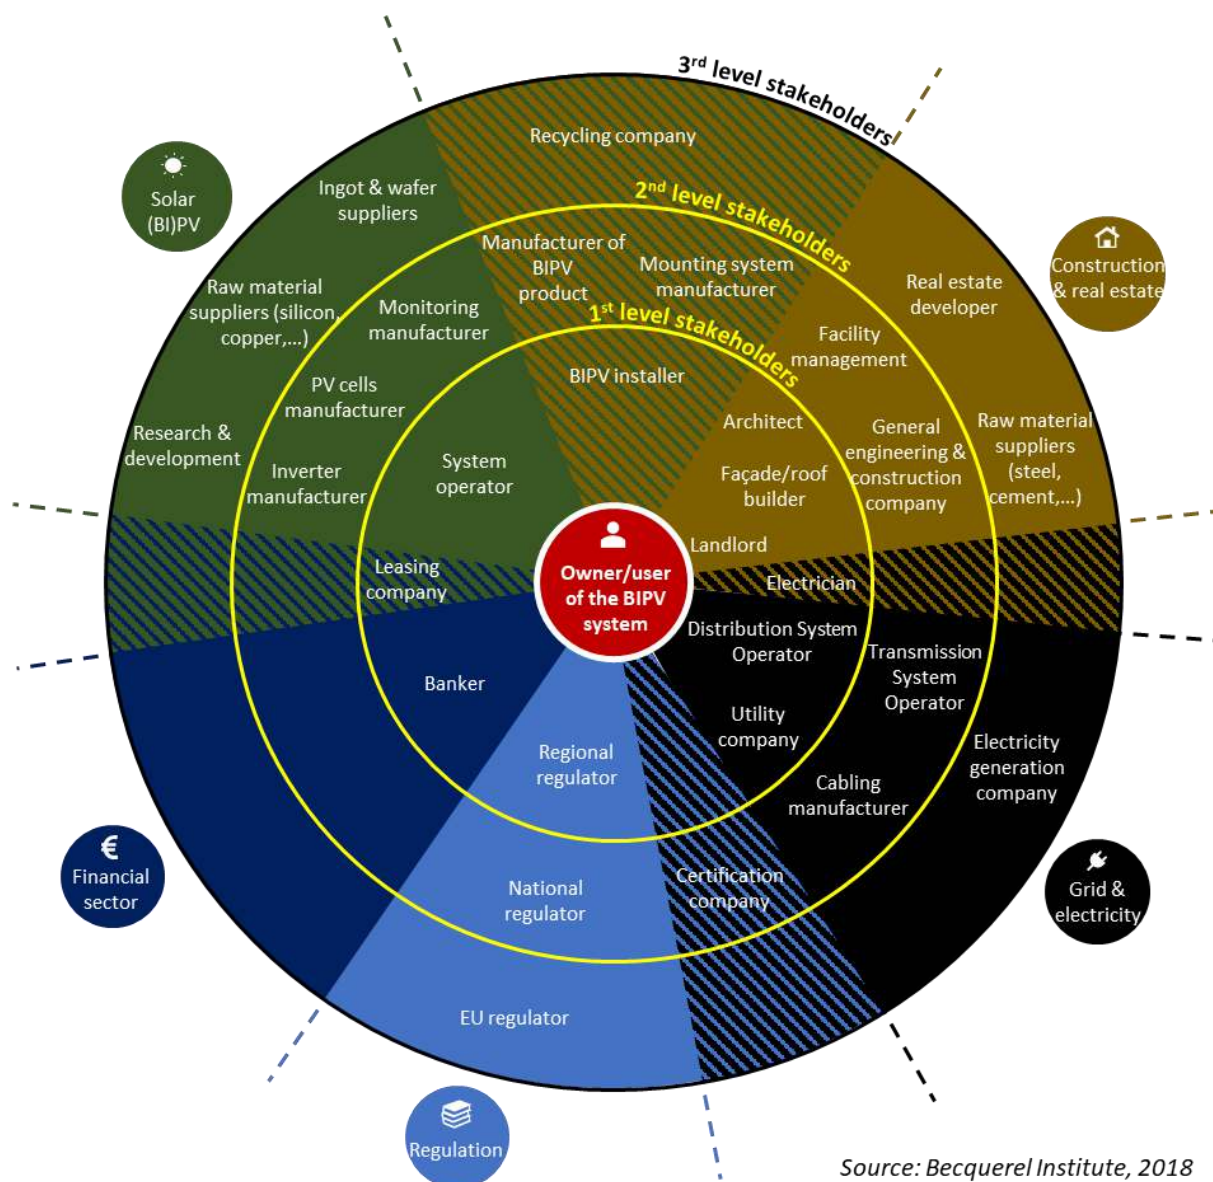 3rd level stakeholders
Recycling company
Solar
(BI)PV
Ingot & wafer
suppliers
2nd level stakeholders
Construction
& real estate
Manufacturer of
BIPV
product
Mounting system
manufacturer
Real estate
developer
Raw material
suppliers (silicon,
copper,...)
Monitoring
manufacturer
1st level stakeholders
Facility
management
BIPV installer
PV cells
manufacturer
Architect
Research &
development
General
engineering &
construction
company
Raw material
suppliers
(steel,
cement,...)
Inverter
manufacturer
System
operator
Façade/roof
builder
Landlord
Leasing
company
Owner/user
of the BIPV
system
Electrician
Distribution System
Operator
Transmission
System
Operator
Banker
Utility
company
Regional
regulator
Electricity
generation
company
Cabling
manufacturer
€
Financial
sector
National
regulator
Certification
company
Grid &
electricity
EU regulator
Regulation
Source: Becquerel Institute, 2018